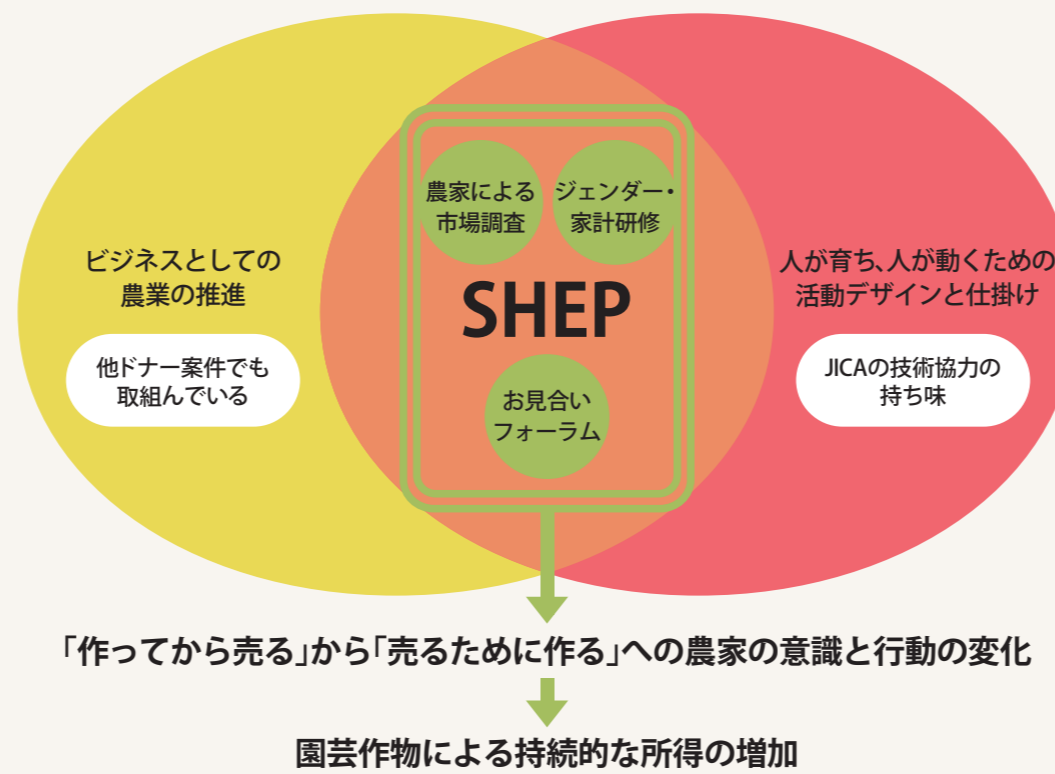 農家による
市場調査
ジェンダー・
家計研修
ビジネスとしての
農業の推進
他ドナー案件でも
取組んでいる
SHEP
お見合い
フォーラム
人が育ち、人が動くための
活動デザインと仕掛け
JICAの技術協力の
持ち味
「作ってから売る」から「売るために作る」への農家の意識と行動の変化
園芸作物による持続的な所得の増加